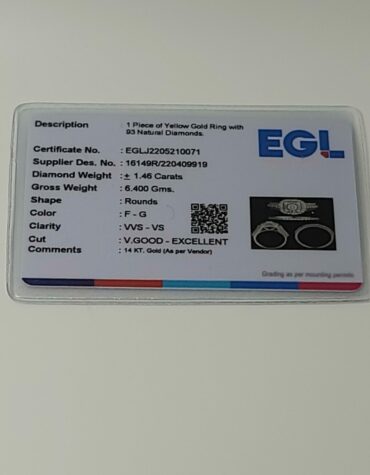 Description : 1 Piece of Yellow Gold Ring with
93 Natural Diamonds.
EGL
Certificate No. : EGLJ2205210071
Supplier Des. No. : 16149R/220409919
Diamond Weight : ± 1.46 Carats
Gross Weight : 6.400 Gms.
Shape : Rounds
Color : F - G
Clarity : VVS - VS
Cut : V.GOOD - EXCELLENT
Comments : 14 KT. Gold (As per Vendor)
Grading as per mounting permits